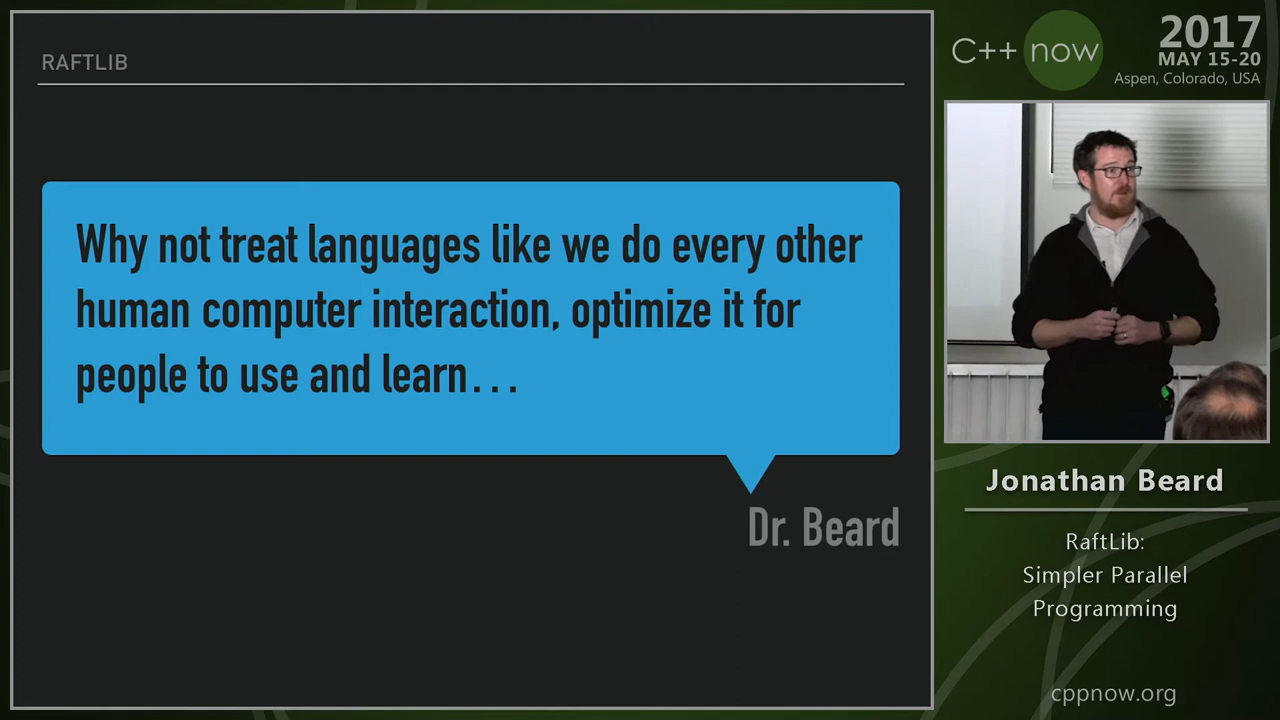 RAFTLIB
Why not treat languages like we do every other
human computer interaction, optimize it for
people to use and learn...
Dr. Beard
C++ now
2017
MAY 15-20
Aspen, Colorado, USA
Jonathan Beard
RaftLib:
Simpler Parallel
Programming
cppnow.org